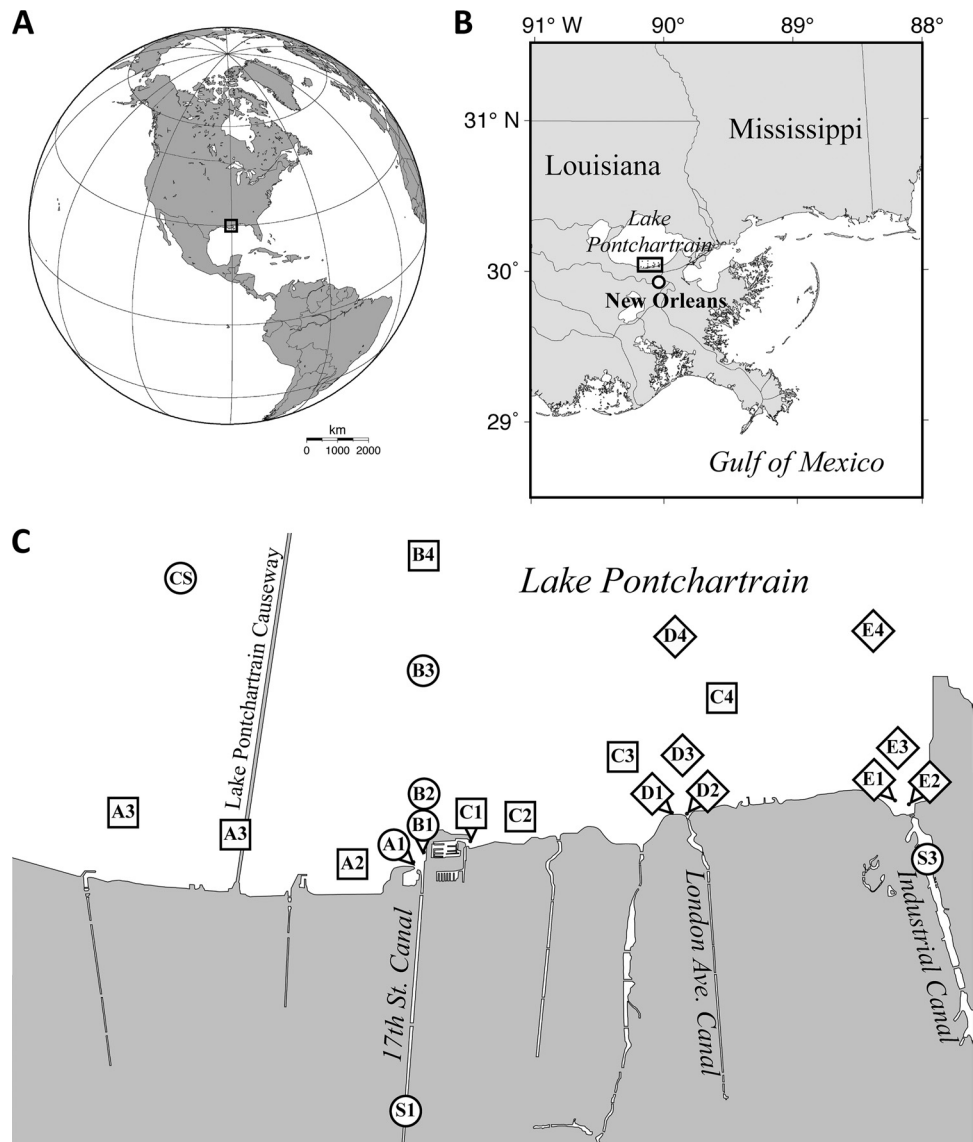 A
km
0 1000 2000
B
91° W 90° 89° 88°
31° N
Mississippi
Louisiana
Lake
Pontchartrain
30°
New Orleans
29°
Gulf of Mexico
C
Lake Pontchartrain Causeway
Lake Pontchartrain
CS
B4
B3
D4
E4
C4
C3
D3
E3
A3
B2
D1
D2
E1
E2
A3
B1
C1
C2
A1
A2
S3
17th St. Canal
London Ave. Canal
Industrial Canal
S1